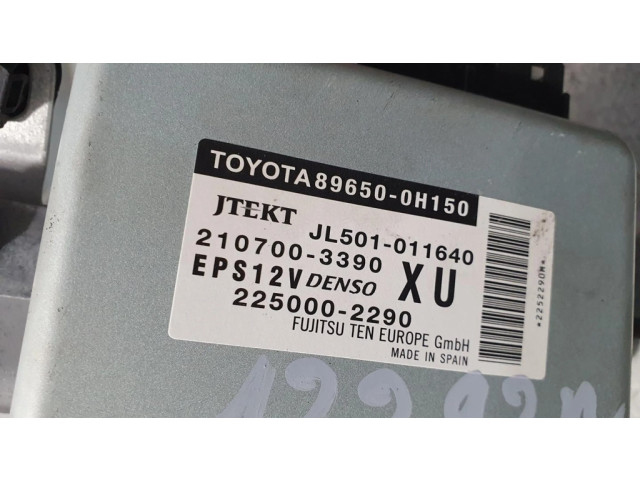 TOYOTA 89650-0H150
JTEKT JL501-011640
210700-3390 XU
EPS12V DENSO
225000-2290
FUJITSU TEN EUROPE GmbH
MADE IN SPAIN
*2252290W*